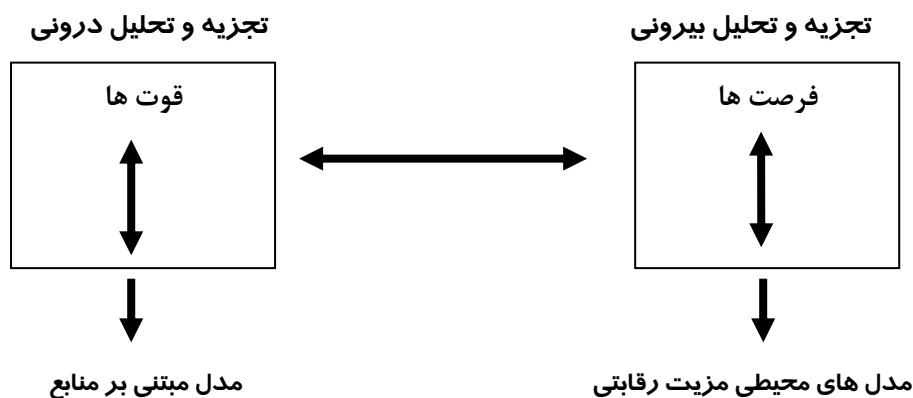 تجزیه و تحلیل بیرونی
تجزیه و تحلیل درونی
فرصت ها
قوت ها
مدل های محیطی مزیت رقابتی
مدل مبتنی بر منابع